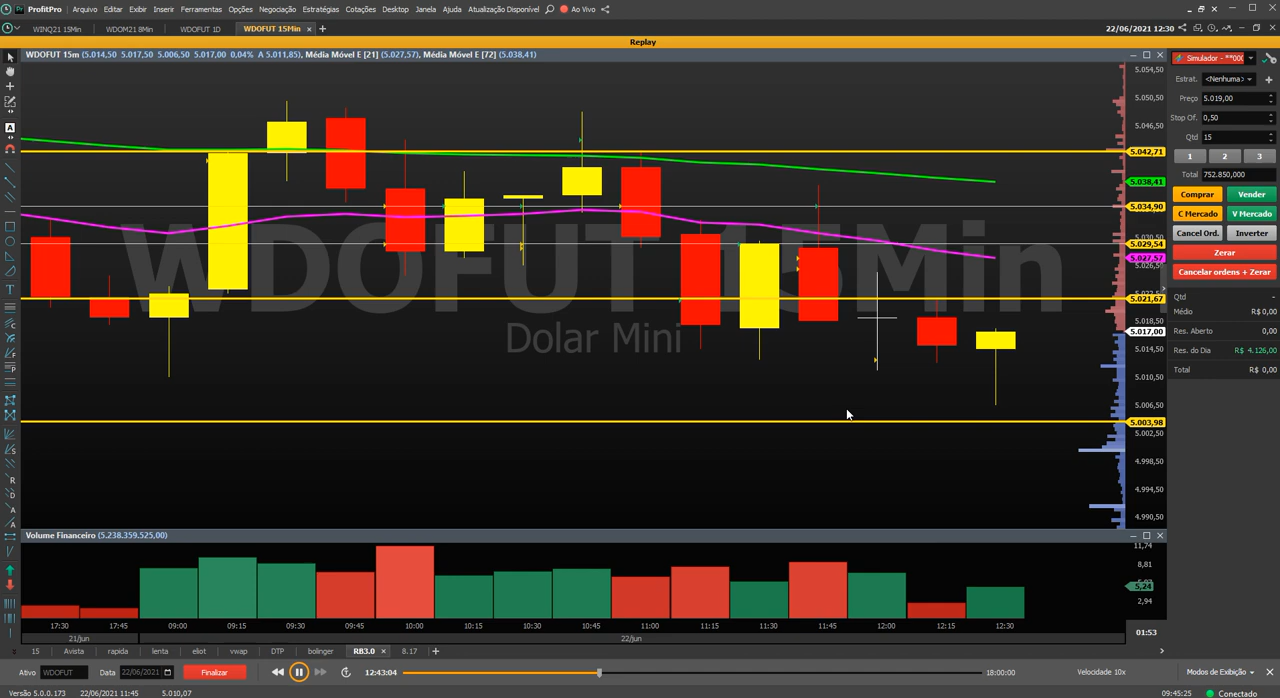 ProfitPro Arquivo Editar Exibir Inserir Ferramentas Opções Negociação Estratégias Cotações Desktop Janela Ajuda Atualização Disponível Ao Vivo
WINQ21 15Min WDOM21 8Min WDOFUT 1D WDOFUT 15Min 22/06/2021 12:30
Replay
WDOFUT 15m (5.014,50 5.017,50 5.006,50 5.017,00 0,04% A 5.011,85), Média Móvel E [21] (5.027,57), Média Móvel E [72] (5.038,41)
WDOFUT 15Min
Dolar Mini
5.054,50
5.050,50
5.046,50
5.042,71
5.038,41
5.034,90
5.029,54
5.027,57
5.021,67
5.018,50
5.017,00
5.014,50
5.010,50
5.006,50
5.003,98
5.002,50
4.998,50
4.994,50
4.990,50
Simulador - **000
Estrat. <Nenhuma>
Preço 5.019,00
Stop Of. 0,50
Qtd 15
1 2 3
Total 752.850,000
Comprar Vender
C Mercado V Mercado
Cancel Ord. Inverter
Zerar
Cancelar ordens + Zerar
Qtd -
Médio R$ 0,00
Res. Aberto 0,00
Res. do Dia R$ 4.126,00
Total R$ 0,00
Volume Financeiro (5.238.359.525,00)
11,74
8,81
5,24
2,94
17:30 17:45 09:00 09:15 09:30 09:45 10:00 10:15 10:30 10:45 11:00 11:15 11:30 11:45 12:00 12:15 12:30
21/jun 22/jun
01:53
15 Avista rapida lenta eliot vwap DTP bolinger RB3.0 8.17
Ativo WDOFUT Data 22/06/2021 Finalizar 12:43:04 18:00:00 Velocidade 10x Modos de Exibição
Versão 5.0.0.173 22/06/2021 11:45 5.010,07 09:45:25 Conectado